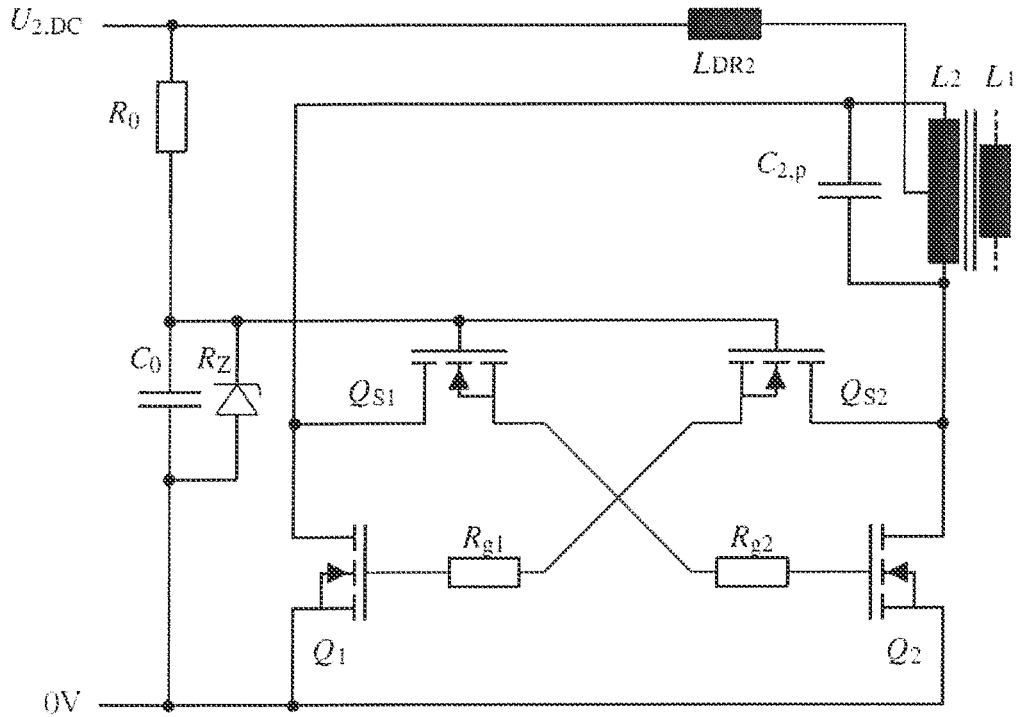 U2.DC
LDR2
R0
L2
L1
C2,p
C0
RZ
QS1
QS2
Rg1
Rg2
Q1
Q2
0V